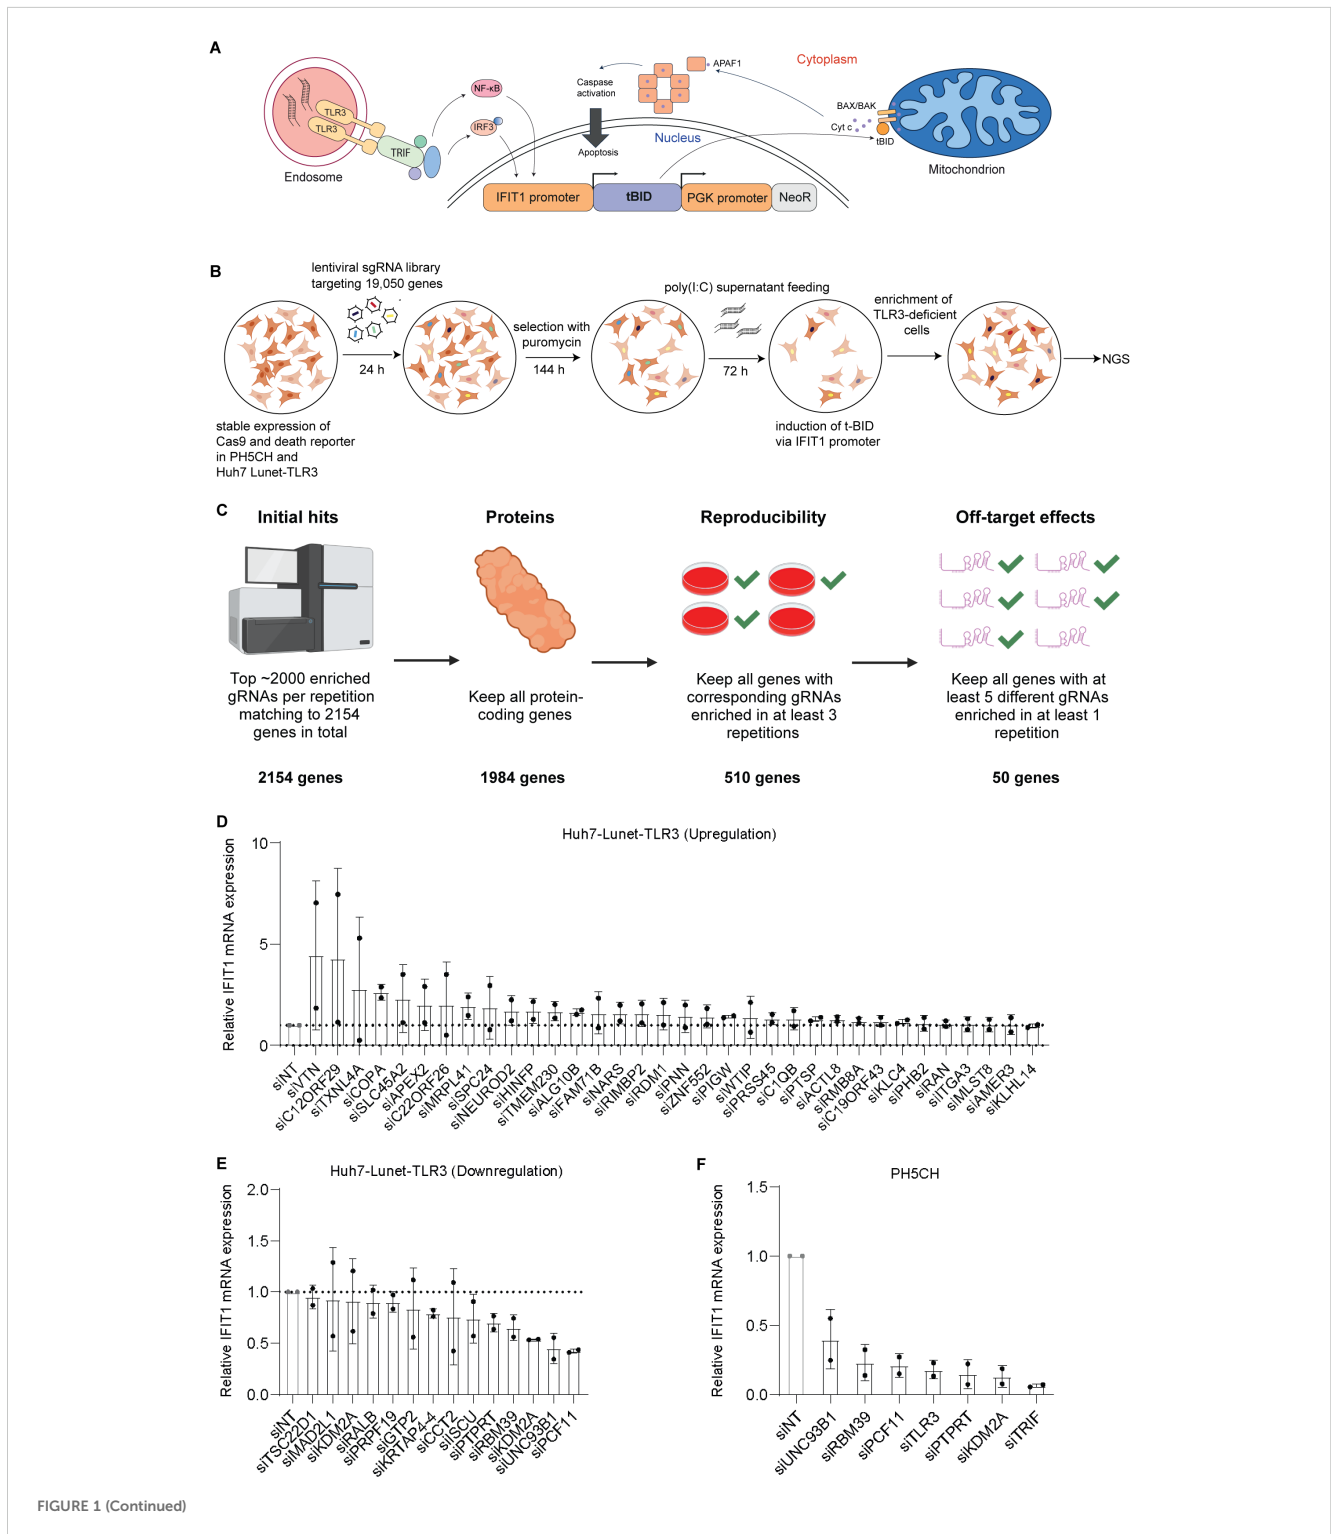 A
Cytoplasm
APAF1
NF-κB
Caspase
activation
BAX/BAK
TLR3
TLR3
IRF3
Cyt c
TRIF
Nucleus
tBID
Apoptosis
Endosome
Mitochondrion
IFIT1 promoter
tBID
PGK promoter
NeoR
B
lentiviral sgRNA library
targeting 19,050 genes
poly(I:C) supernatant feeding
enrichment of
TLR3-deficient
cells
selection with
puromycin
24 h
144 h
72 h
NGS
stable expression of
Cas9 and death reporter
in PH5CH and
Huh7 Lunet-TLR3
induction of t-BID
via IFIT1 promoter
C
Initial hits
Proteins
Reproducibility
Off-target effects
Top ~2000 enriched
gRNAs per repetition
matching to 2154
genes in total
Keep all protein-
coding genes
Keep all genes with
corresponding gRNAs
enriched in at least 3
repetitions
Keep all genes with at
least 5 different gRNAs
enriched in at least 1
repetition
2154 genes
1984 genes
510 genes
50 genes
D
Huh7-Lunet-TLR3 (Upregulation)
Relative IFIT1 mRNA expression
10
5
0
siNT
siVTN
siC12ORF29
siTXNL4A
siCOPA
siSLC45A2
siAPEX2
siC22ORF26
siMRPL41
siSPC24
siNEUROD2
siHINFP
siTMEM230
siALG10B
siFAM71B
siNARS
siRIMBP2
siRDM1
siPNN
siZNF552
siPIGW
siWTIP
siPRSS45
siC1QB
siPTSP
siACTL8
siRMB8A
siC19ORF43
siKLC4
siPHB2
siRAN
siITGA3
siMLST8
siAMER3
siKLHL14
E
Huh7-Lunet-TLR3 (Downregulation)
Relative IFIT1 mRNA expression
2.0
1.5
1.0
0.5
0.0
siNT
siTSC22D1
siMAD2L1
siKDM2A
siRALB
siPRPF19
siGTP2
siKRTAP4-4
siCCT2
siISCU
siPTPRT
siRBM39
siKDM2A
siUNC93B1
siPCF11
F
PH5CH
Relative IFIT1 mRNA expression
1.5
1.0
0.5
0.0
siNT
siUNC93B1
siRBM39
siPCF11
siTLR3
siPTPRT
siKDM2A
siTRIF
FIGURE 1 (Continued)